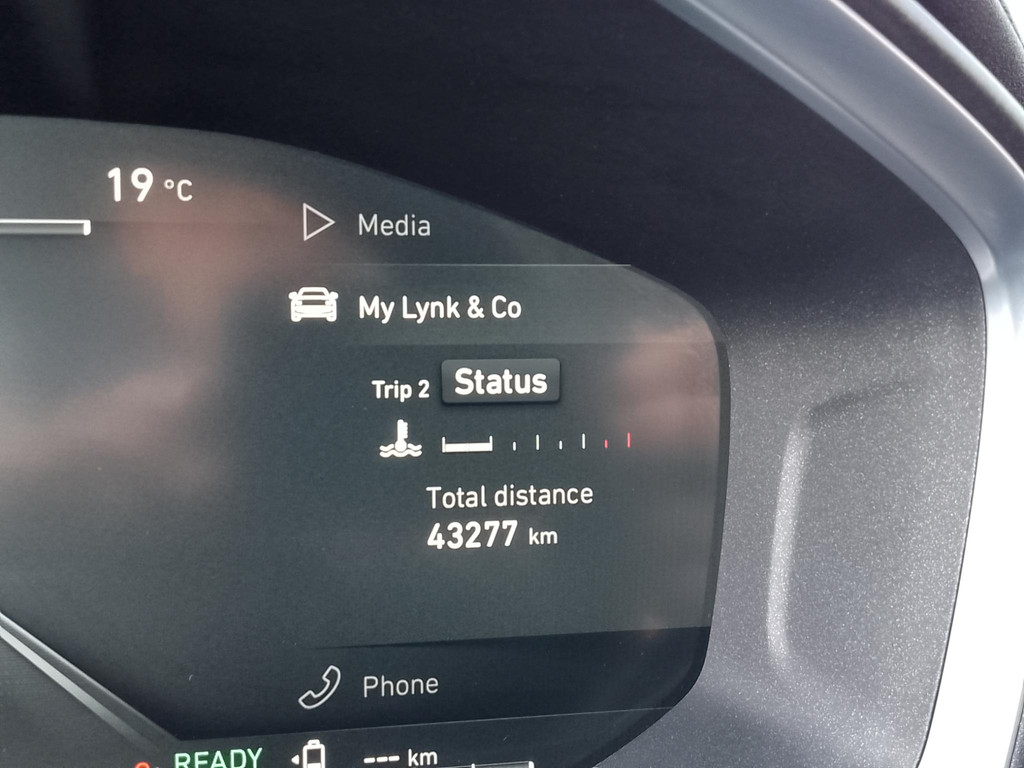 19 °C
Media
My Lynk & Co
Trip 2 Status
Total distance
43277 km
Phone
READY --- km